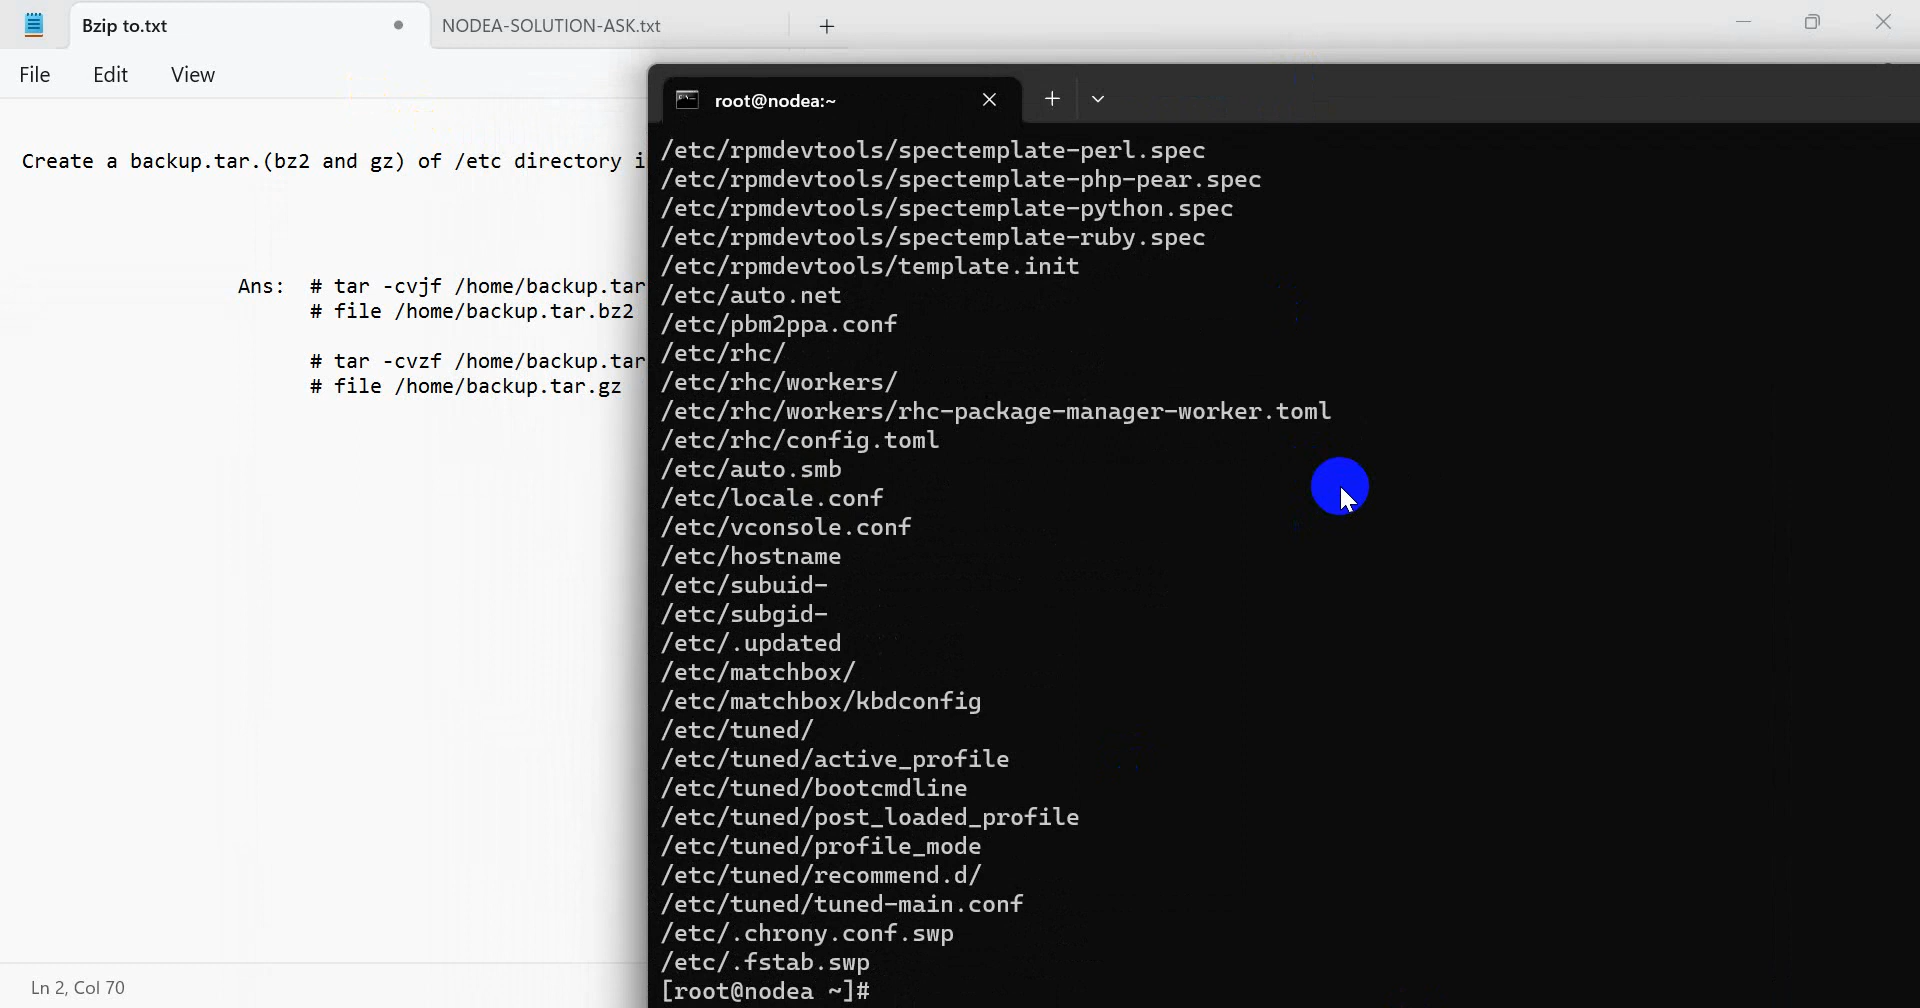 Bzip to.txt
NODEA-SOLUTION-ASK.txt
File Edit View
Create a backup.tar.(bz2 and gz) of /etc directory i
Ans: # tar -cvjf /home/backup.tar
# file /home/backup.tar.bz2
# tar -cvzf /home/backup.tar
# file /home/backup.tar.gz
Ln 2, Col 70
root@nodea:~
/etc/rpmdevtools/spectemplate-perl.spec
/etc/rpmdevtools/spectemplate-php-pear.spec
/etc/rpmdevtools/spectemplate-python.spec
/etc/rpmdevtools/spectemplate-ruby.spec
/etc/rpmdevtools/template.init
/etc/auto.net
/etc/pbm2ppa.conf
/etc/rhc/
/etc/rhc/workers/
/etc/rhc/workers/rhc-package-manager-worker.toml
/etc/rhc/config.toml
/etc/auto.smb
/etc/locale.conf
/etc/vconsole.conf
/etc/hostname
/etc/subuid-
/etc/subgid-
/etc/.updated
/etc/matchbox/
/etc/matchbox/kbdconfig
/etc/tuned/
/etc/tuned/active_profile
/etc/tuned/bootcmdline
/etc/tuned/post_loaded_profile
/etc/tuned/profile_mode
/etc/tuned/recommend.d/
/etc/tuned/tuned-main.conf
/etc/.chrony.conf.swp
/etc/.fstab.swp
[root@nodea ~]#